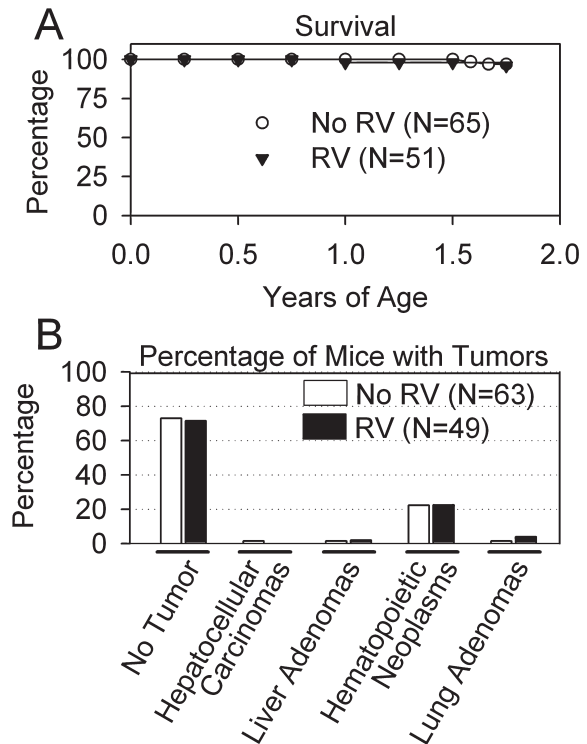 A
Survival
Percentage
100
75
50
25
0
No RV (N=65)
RV (N=51)
0.0 0.5 1.0 1.5 2.0
Years of Age
B
Percentage of Mice with Tumors
Percentage
100
80
60
40
20
0
No RV (N=63)
RV (N=49)
No Tumor
Hepatocellular
Carcinomas
Liver Adenomas
Hematopoietic
Neoplasms
Lung Adenomas